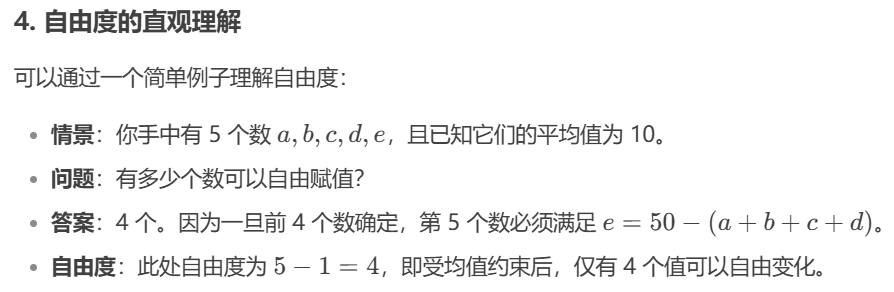 4. 自由度的直观理解
可以通过一个简单例子理解自由度：
• 情景：你手中有 5 个数 a, b, c, d, e，且已知它们的平均值为 10。
• 问题：有多少个数可以自由赋值？
• 答案：4 个。因为一旦前 4 个数确定，第 5 个数必须满足 e = 50 − (a + b + c + d)。
• 自由度：此处自由度为 5 − 1 = 4，即受均值约束后，仅有 4 个值可以自由变化。